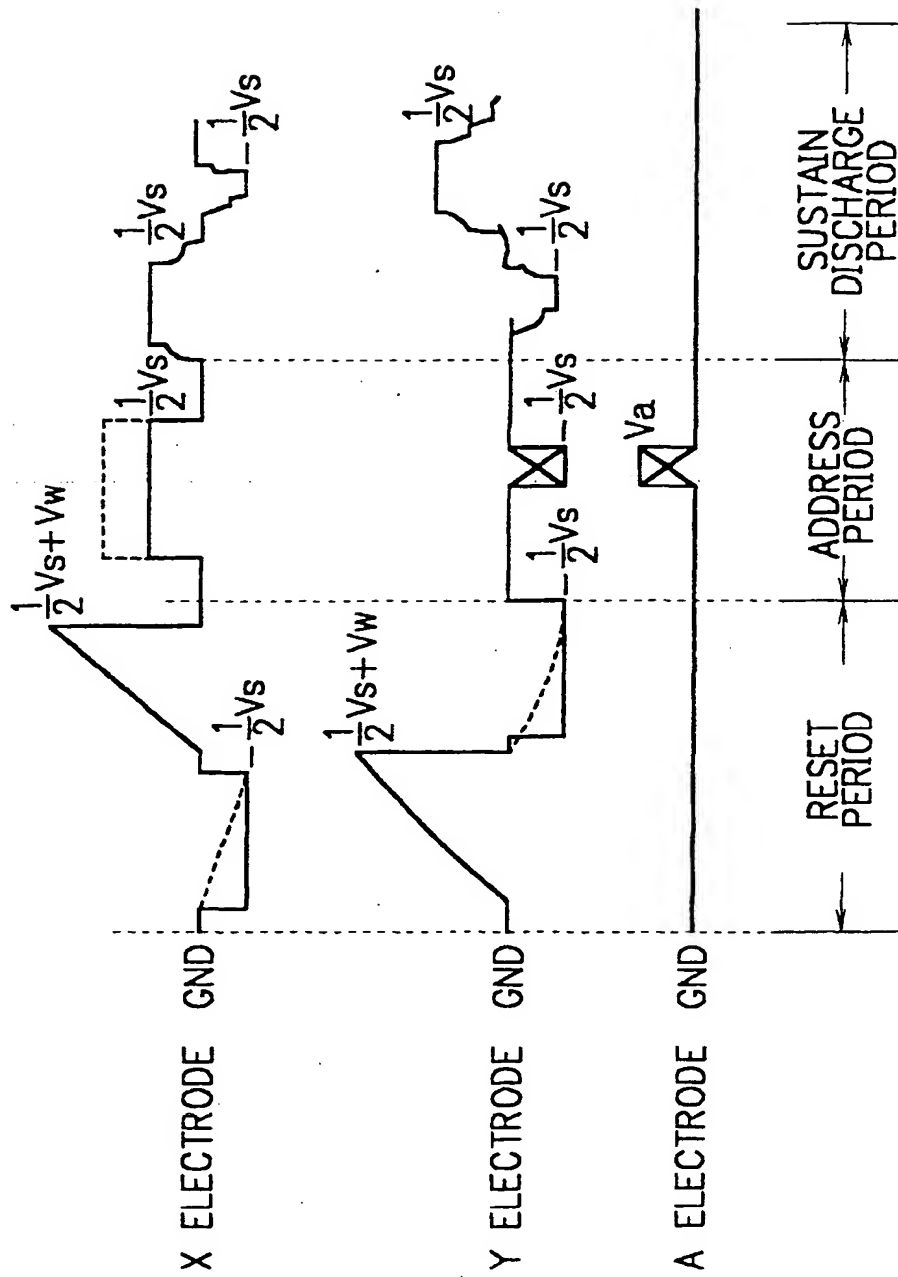 X ELECTRODE GND
-1/2Vs
1/2Vs+Vw
1/2Vs
1/2Vs
-1/2Vs
Y ELECTRODE GND
1/2Vs+Vw
-1/2Vs
-1/2Vs
-1/2Vs
1/2Vs
A ELECTRODE GND
Va
RESET
PERIOD
ADDRESS
PERIOD
SUSTAIN
DISCHARGE
PERIOD